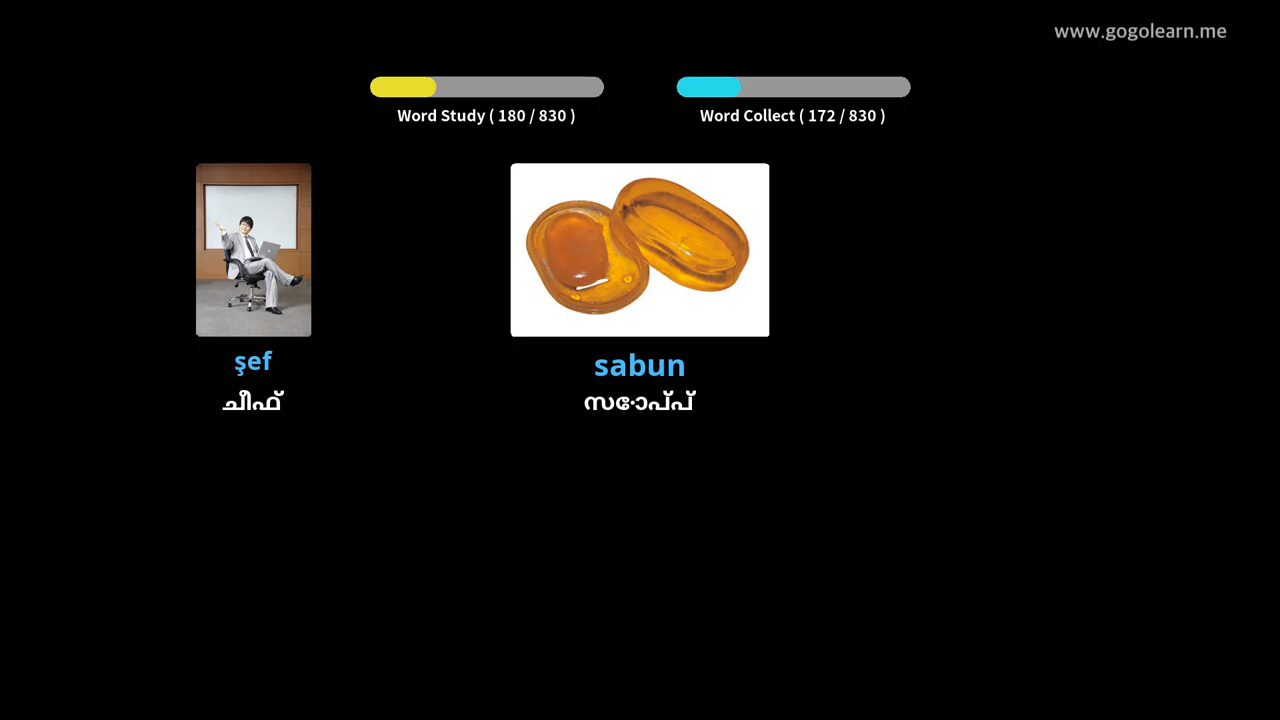 www.gogolearn.me
Word Study ( 180 / 830 )
Word Collect ( 172 / 830 )
şef
sabun
ചീഫ്
സോപ്പ്